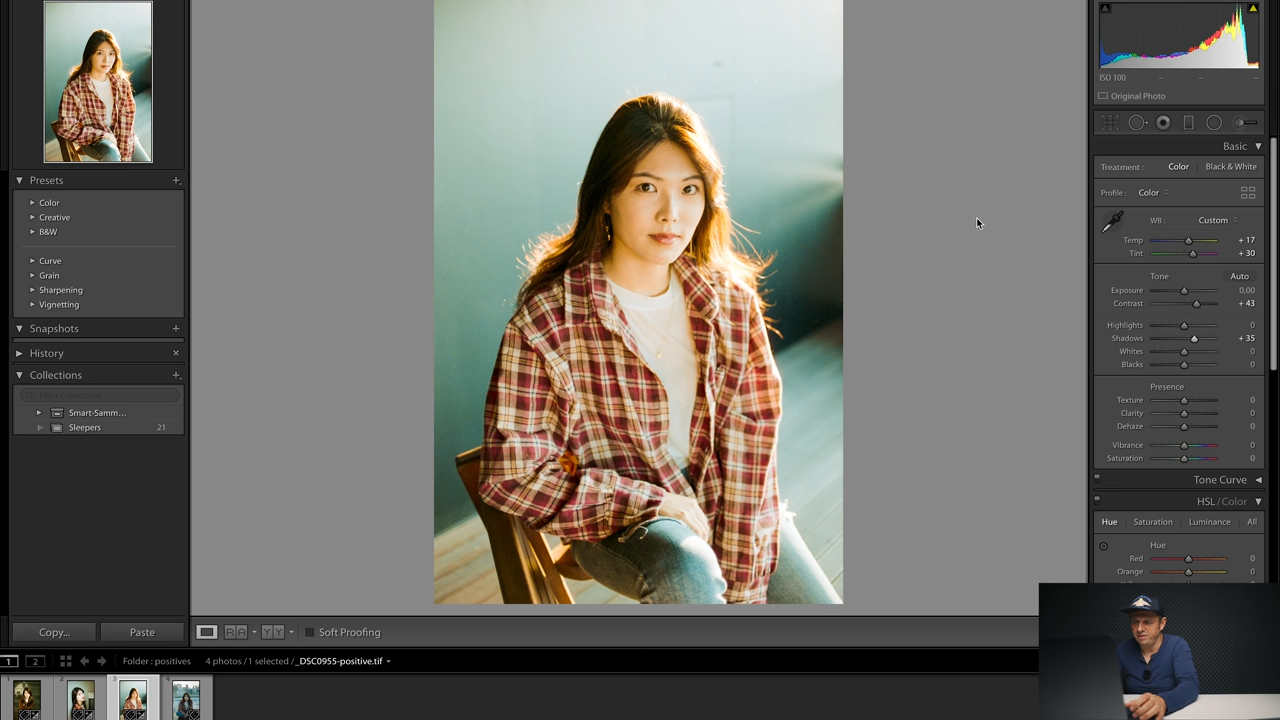 Presets
Color
Creative
B&W
Curve
Grain
Sharpening
Vignetting
Snapshots
History
Collections
Smart-Samm…
Sleepers 21
Copy... Paste
Soft Proofing
1 2 Folder : positives 4 photos / 1 selected / _DSC0955-positive.tif
ISO 100
Original Photo
Basic
Treatment : Color Black & White
Profile : Color
WB : Custom
Temp + 17
Tint + 30
Tone Auto
Exposure 0,00
Contrast + 43
Highlights 0
Shadows + 35
Whites 0
Blacks 0
Presence
Texture 0
Clarity 0
Dehaze 0
Vibrance 0
Saturation 0
Tone Curve
HSL / Color
Hue Saturation Luminance All
Hue
Red 0
Orange 0